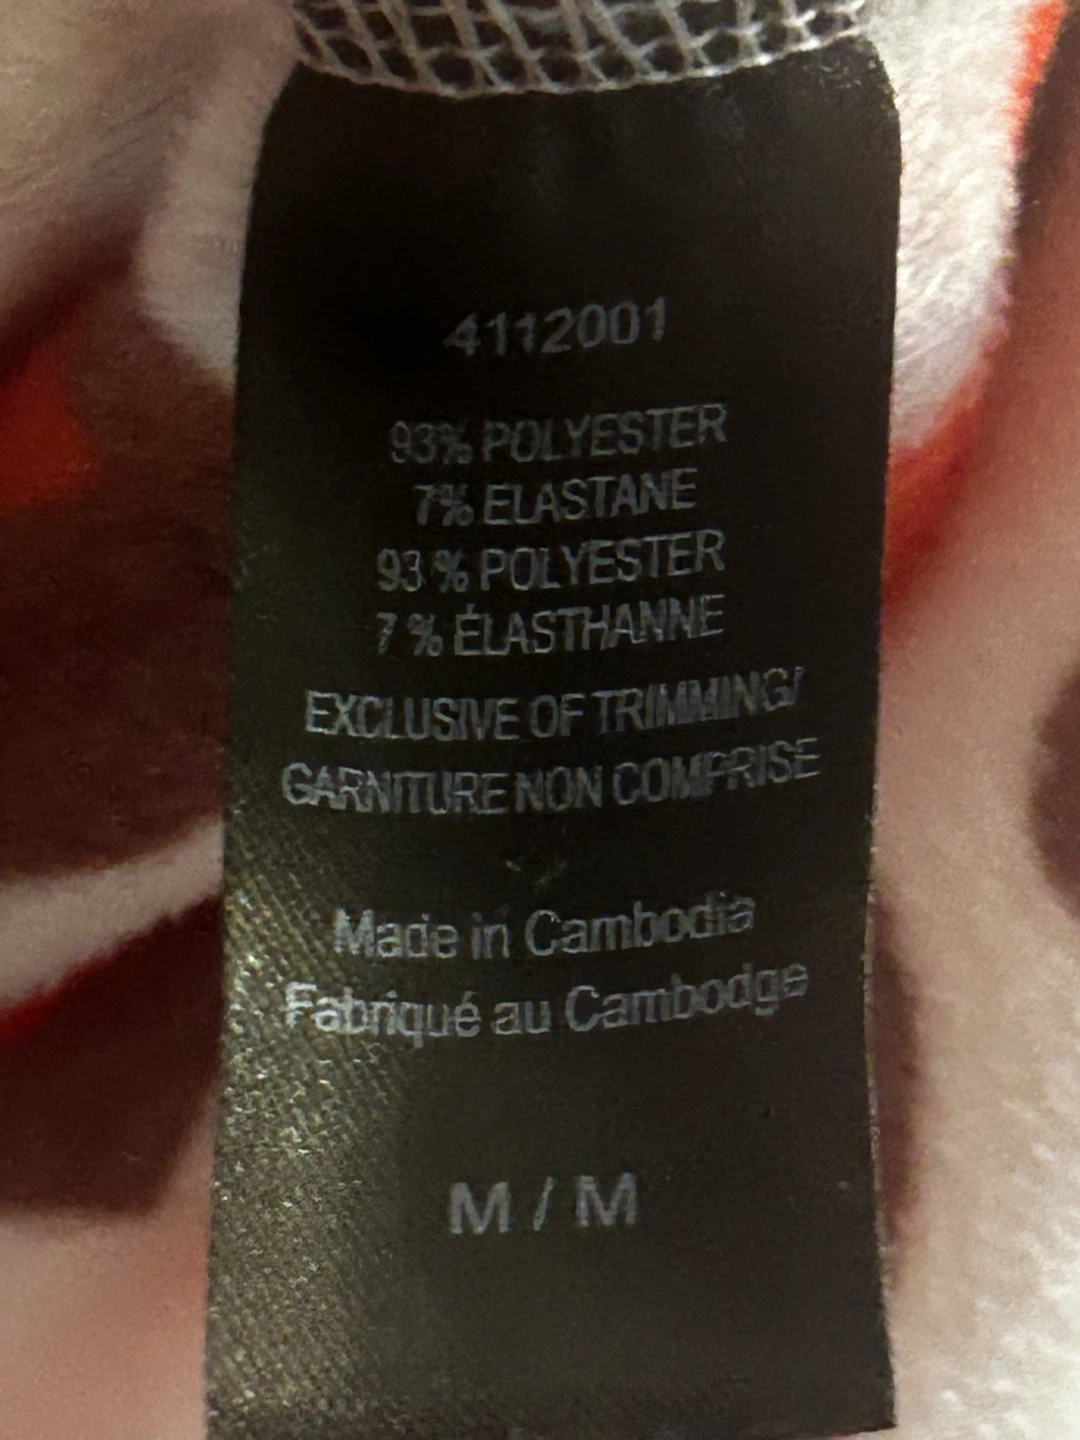 4112001
93% POLYESTER
7% ELASTANE
93 % POLYESTER
7 % ÉLASTHANNE
EXCLUSIVE OF TRIMMING/
GARNITURE NON COMPRISE
Made in Cambodia
Fabriqué au Cambodge
M / M